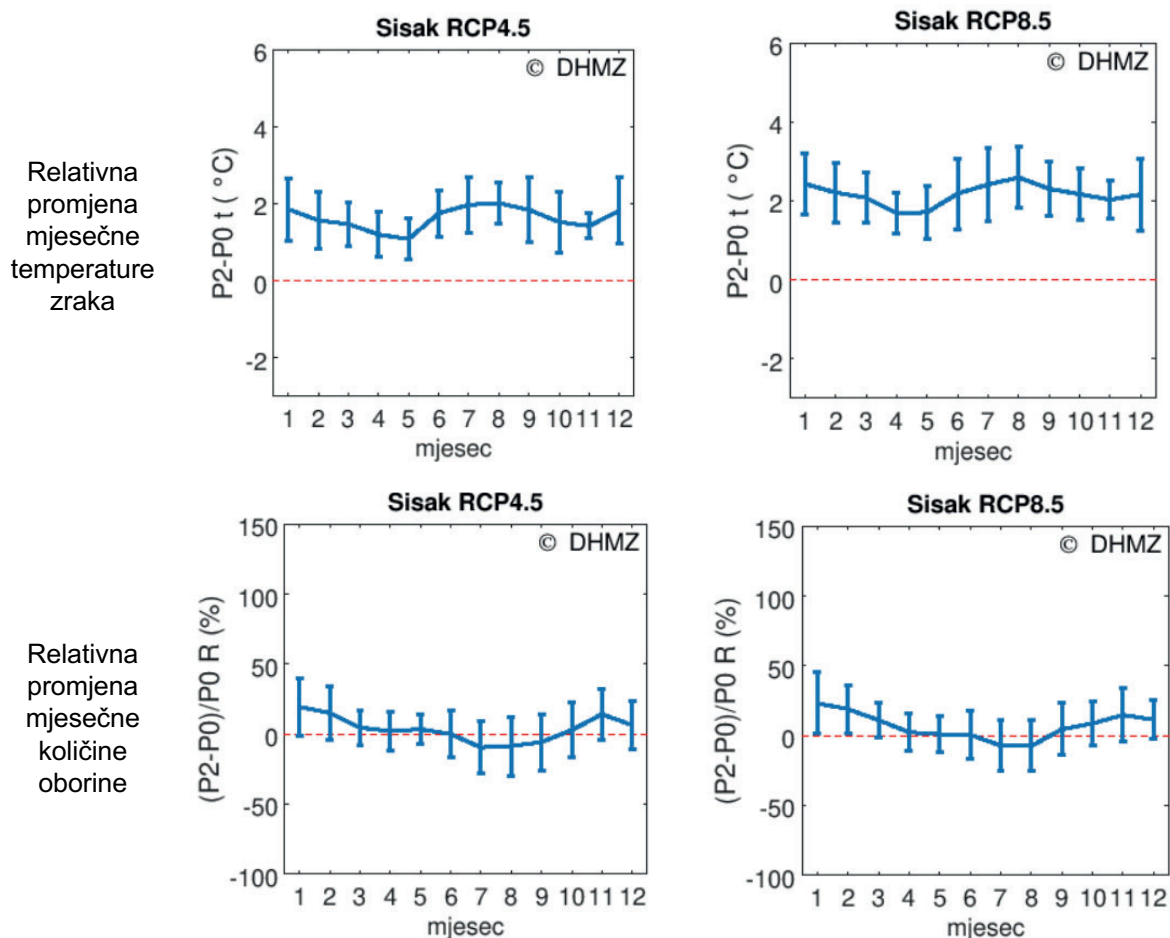 Relativna
promjena
mjesečne
temperature
zraka
Sisak RCP4.5
© DHMZ
P2-P0 t ( °C)
6
4
2
0
-2
1 2 3 4 5 6 7 8 9 10 11 12
mjesec
Sisak RCP8.5
© DHMZ
P2-P0 t ( °C)
6
4
2
0
-2
1 2 3 4 5 6 7 8 9 10 11 12
mjesec
Relativna
promjena
mjesečne
količine
oborine
Sisak RCP4.5
© DHMZ
(P2-P0)/P0 R (%)
150
100
50
0
-50
-100
1 2 3 4 5 6 7 8 9 10 11 12
mjesec
Sisak RCP8.5
© DHMZ
(P2-P0)/P0 R (%)
150
100
50
0
-50
-100
1 2 3 4 5 6 7 8 9 10 11 12
mjesec